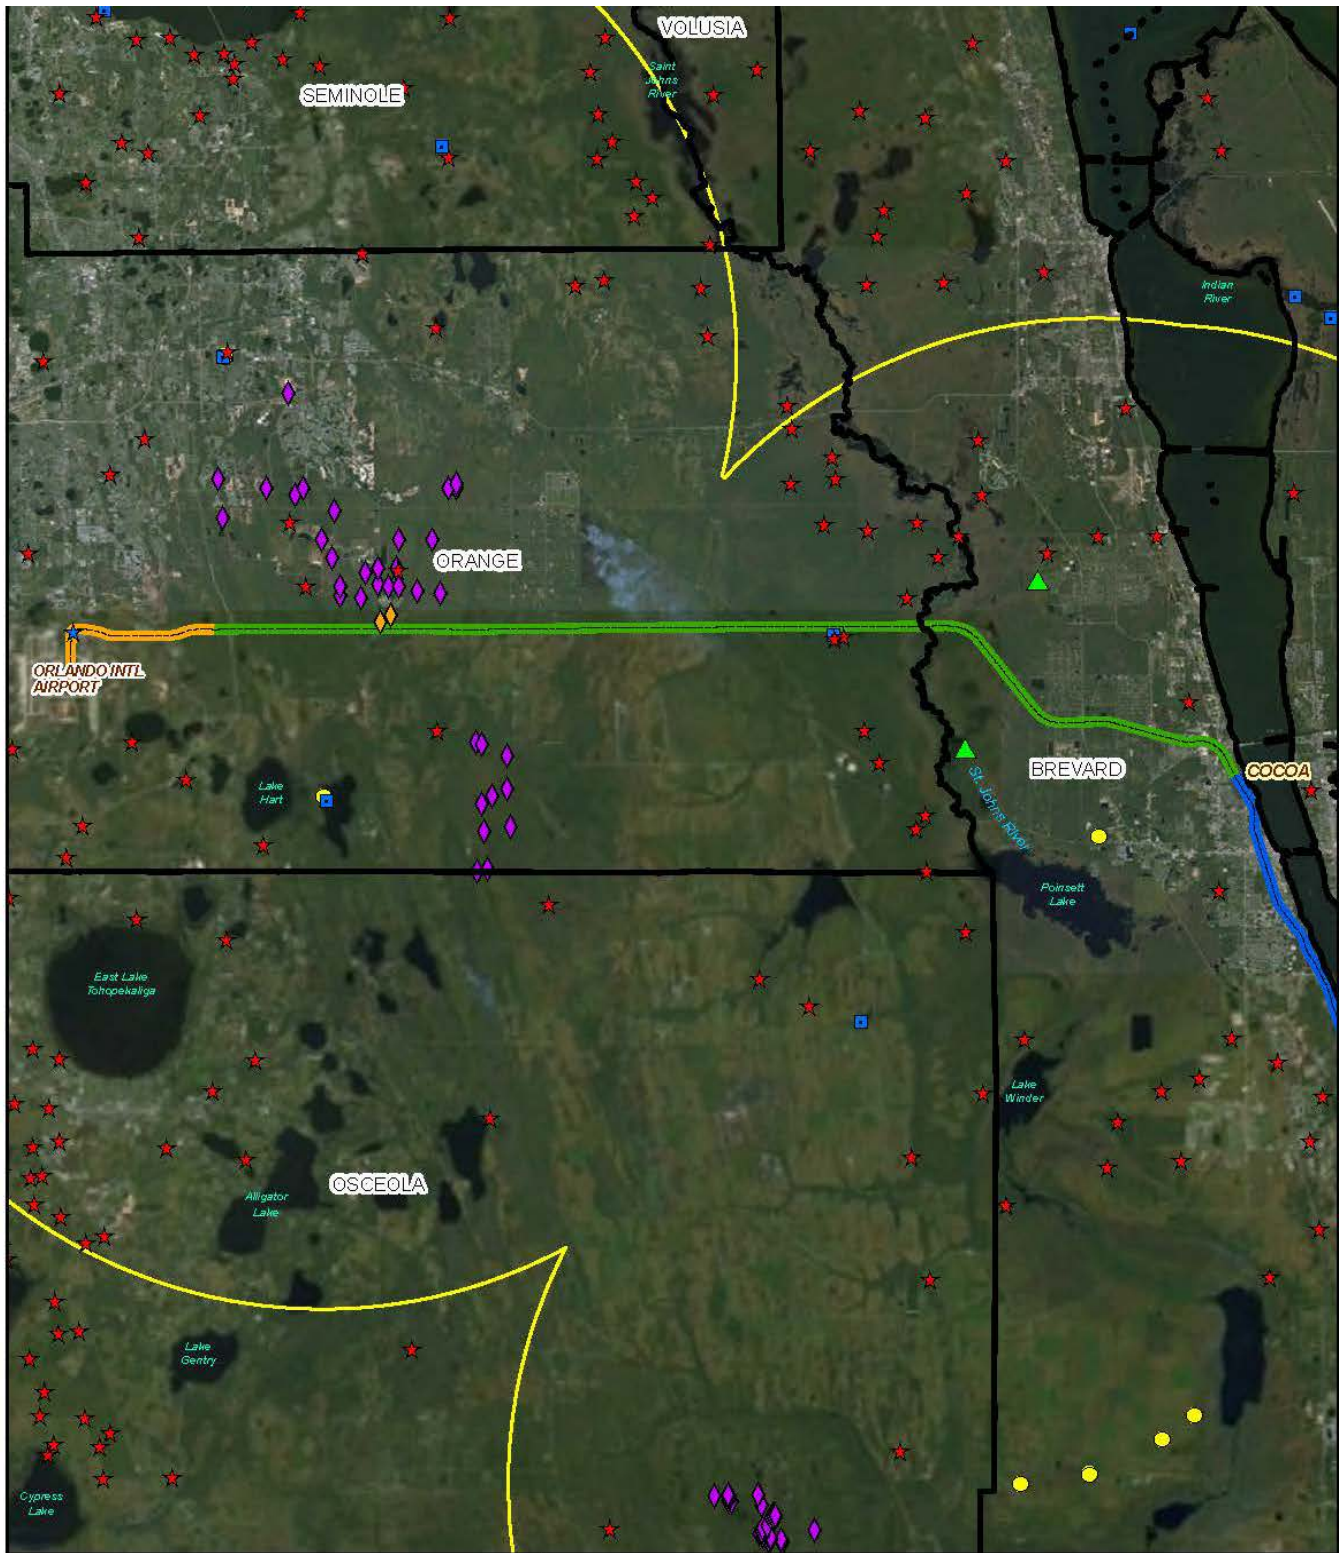 VOLUSIA
Saint
Johns
River
SEMINOLE
Indian
River
ORANGE
ORLANDO INTL
AIRPORT
Lake
Hart
St. Johns River
BREVARD
COCOA
Poinsett
Lake
East Lake
Tohopekaliga
Lake
Winder
OSCEOLA
Alligator
Lake
Lake
Gentry
Cypress
Lake